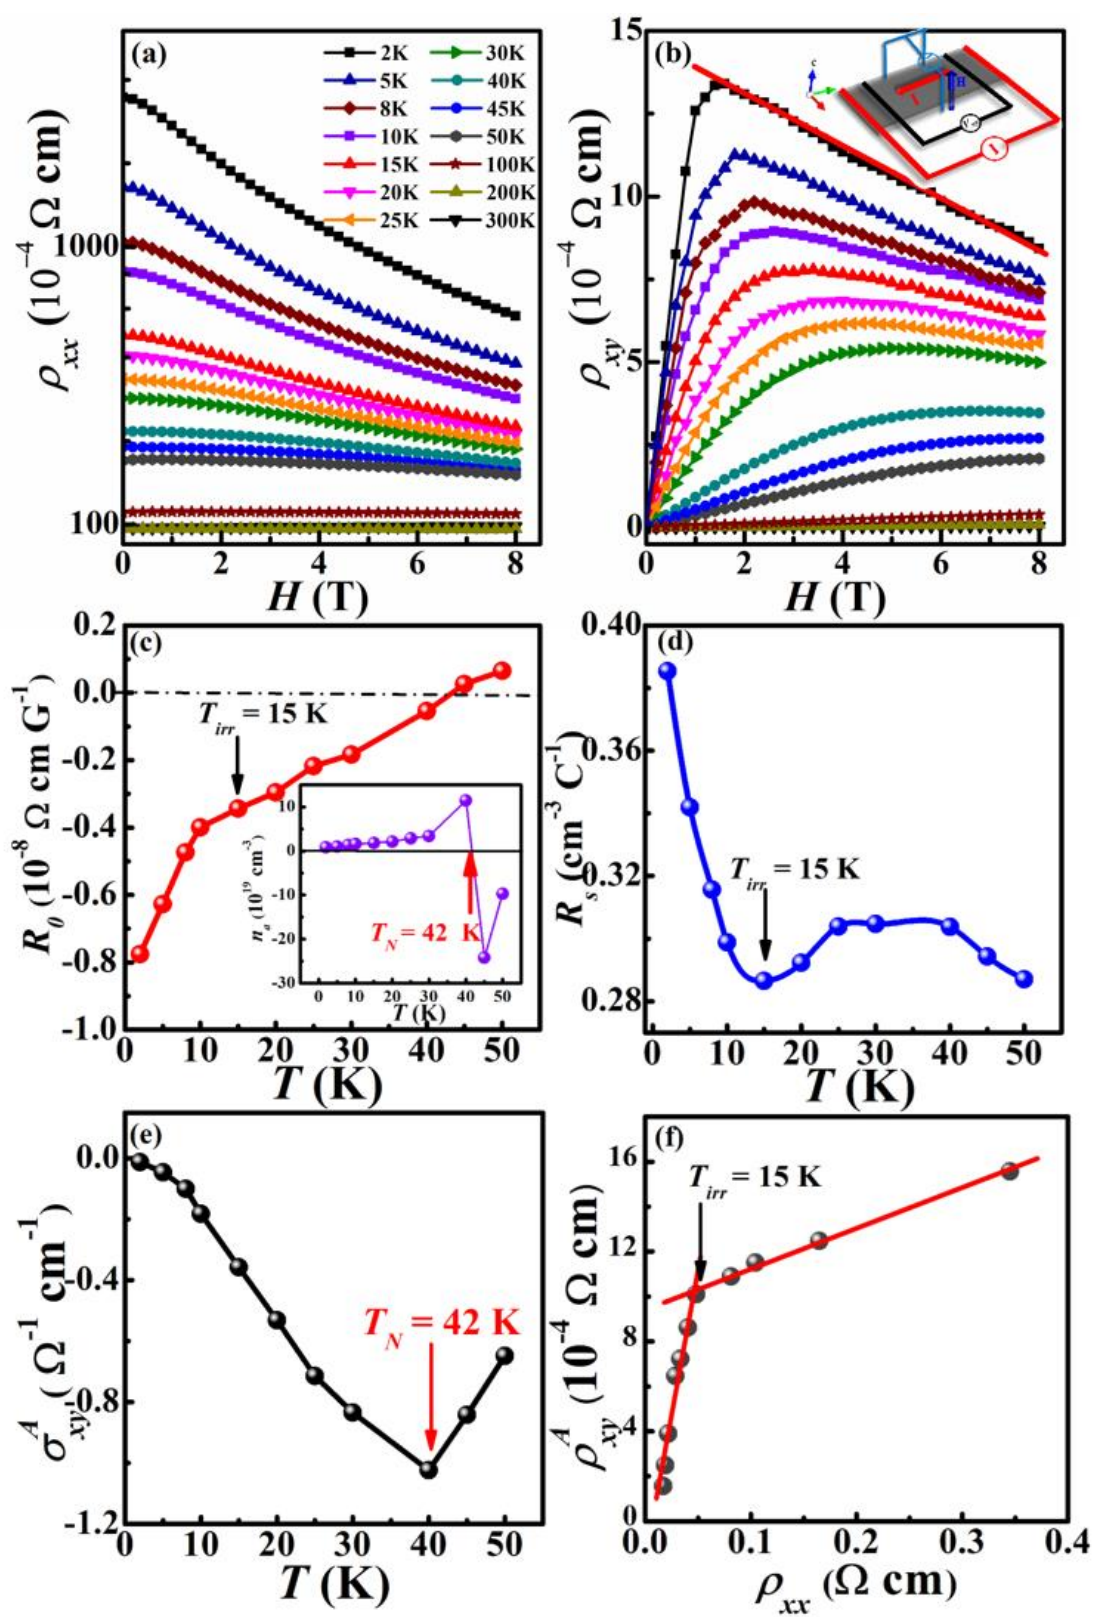 (a)
2K 30K
5K 40K
8K 45K
10K 50K
15K 100K
20K 200K
25K 300K
1000
100
ρxx (10⁻⁴ Ω cm)
0 2 4 6 8
H (T)
(b)
15
10
5
0
ρxy (10⁻⁴ Ω cm)
c
H
I
I
0 2 4 6 8
H (T)
(c)
0.2
0.0
-0.2
-0.4
-0.6
-0.8
-1.0
R0 (10⁻⁸ Ω cm G⁻¹)
Tirr = 15 K
10
0
-10
-20
-30
(10¹⁹ cm⁻³)
TN = 42 K
0 10 20 30 40 50
T (K)
0 10 20 30 40 50
T (K)
(d)
0.40
0.36
0.32
0.28
Rs (cm⁻³ C⁻¹)
Tirr = 15 K
0 10 20 30 40 50
T (K)
(e)
0.0
-0.4
-0.8
-1.2
σᴬxy (Ω⁻¹ cm⁻¹)
TN = 42 K
0 10 20 30 40 50
T (K)
(f)
16
12
8
4
0
ρᴬxy (10⁻⁴ Ω cm)
Tirr = 15 K
0.0 0.1 0.2 0.3 0.4
ρxx (Ω cm)